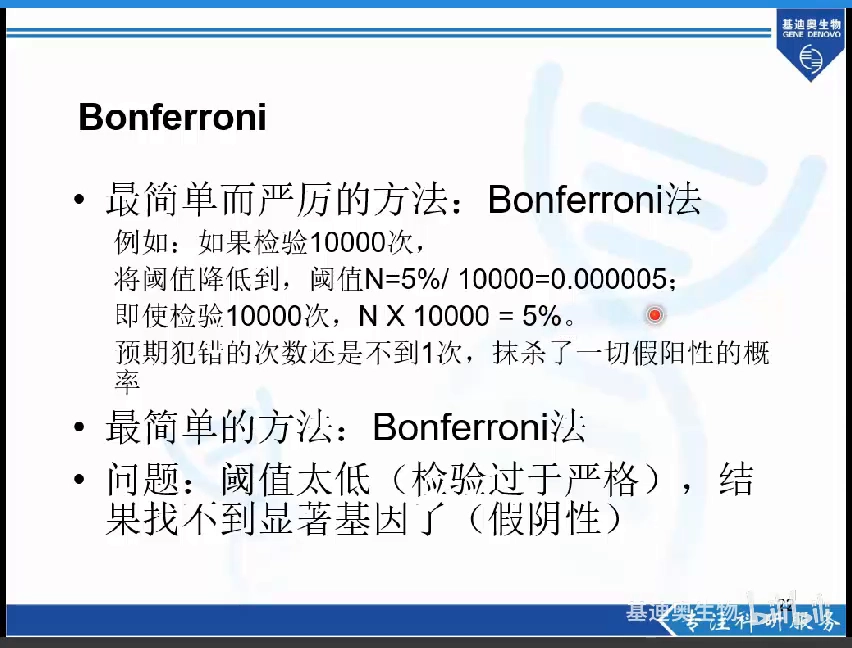 基迪奥生物
GENE DENOVO
Bonferroni
• 最简单而严厉的方法：Bonferroni法
例如：如果检验10000次，
将阈值降低到，阈值N=5%/ 10000=0.000005；
即使检验10000次，N X 10000 = 5%。
预期犯错的次数还是不到1次，抹杀了一切假阳性的概
率
• 最简单的方法：Bonferroni法
• 问题：阈值太低（检验过于严格），结
果找不到显著基因了（假阴性）
22
基迪奥生物 bilibili
专注科研服务